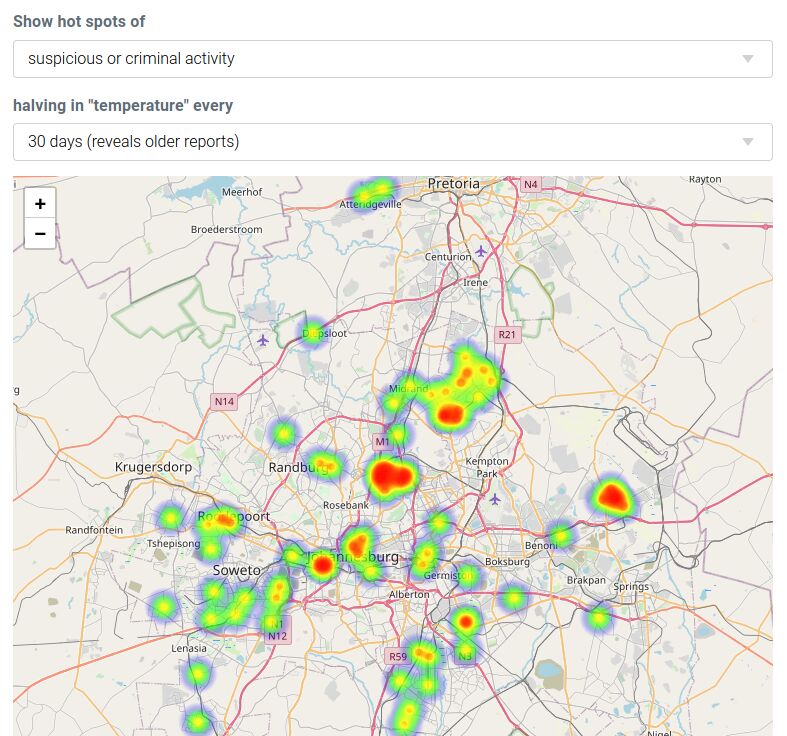 Show hot spots of
suspicious or criminal activity
halving in "temperature" every
30 days (reveals older reports)
+
−
Meerhof
Pretoria
N4
Rayton
Atteridgeville
Broederstroom
Centurion
Irene
Diepsloot
R21
Midrand
N14
M1
Krugersdorp
Randburg
Kempton
Park
Rosebank
Roodepoort
Randfontein
Tshepisong
Johannesburg
Benoni
Soweto
Boksburg
Germiston
Brakpan
Springs
Alberton
N1
N12
Lenasia
R59
N3
Nigel